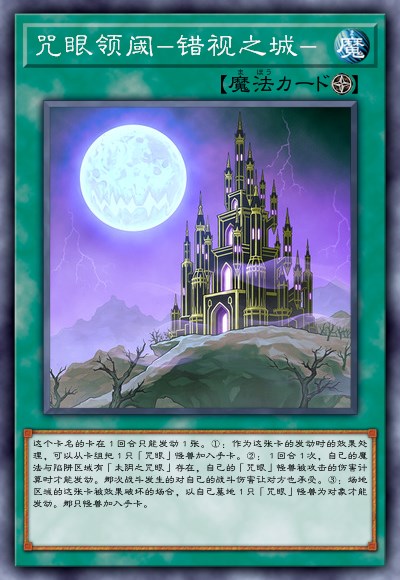 咒眼领阈-错视之城-
魔
【魔法カード】
まほう
这个卡名的卡在1回合只能发动1张。①：作为这张卡的发动时的效果处
理，可以从卡组把1只「咒眼」怪兽加入手卡。②：1回合1次，自己的魔
法与陷阱区域有「太阴之咒眼」存在，自己的「咒眼」怪兽被攻击的伤害计
算时才能发动。那次战斗发生的对自己的战斗伤害让对方也承受。③：场地
区域的这张卡被效果破坏的场合，以自己墓地1只「咒眼」怪兽为对象才能
发动。那只怪兽加入手卡。